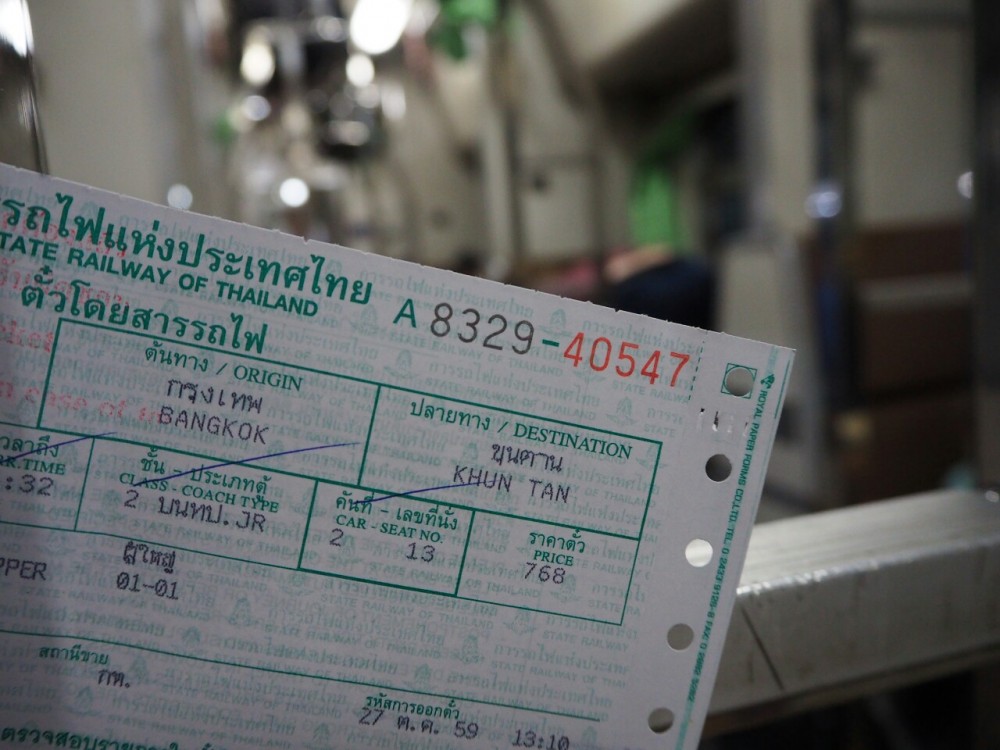 รถไฟแห่งประเทศไทย
STATE RAILWAY OF THAILAND
A 8329-40547
ตั๋วโดยสารรถไฟ
ต้นทาง / ORIGIN
กรุงเทพ
BANGKOK
ปลายทาง / DESTINATION
ขุนตาน
KHUN TAN
TIME
:32
ชั้น - ประเภทตู้
CLASS - COACH TYPE
2 บนทป.JR
คันที่ - เลขที่นั่ง
CAR - SEAT NO.
2 13
ราคาตั๋ว
PRICE
768
PPER
ผู้ใหญ่
01-01
สถานีขาย
กท.
รหัสการออกตั๋ว
27 ต.ค. 59 13:10